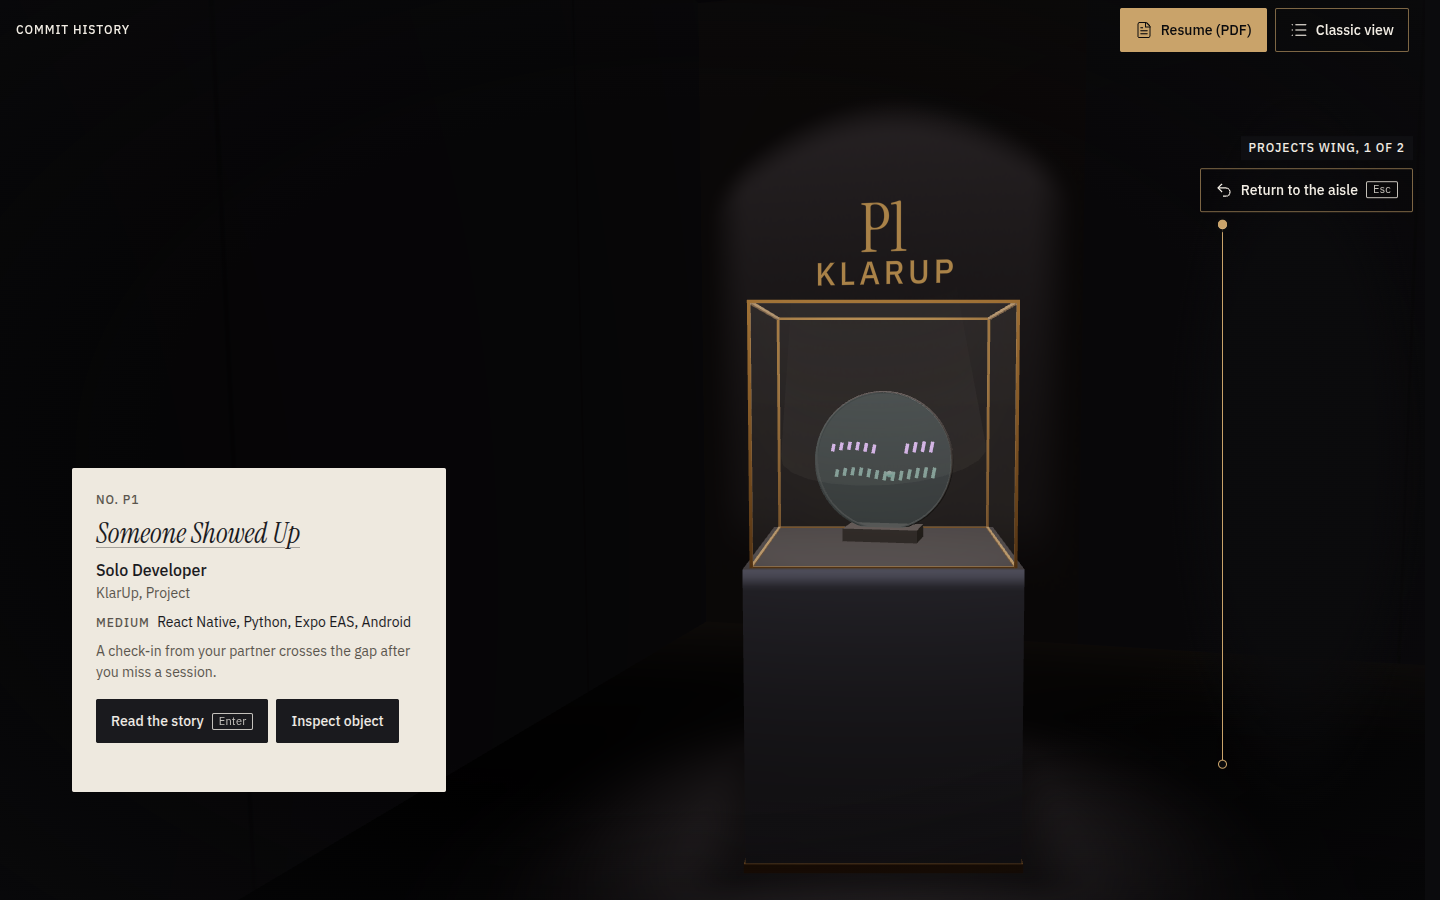 COMMIT HISTORY
Resume (PDF)
Classic view
PROJECTS WING, 1 OF 2
Return to the aisle Esc
P1
KLARUP
NO. P1
Someone Showed Up
Solo Developer
KlarUp, Project
MEDIUM React Native, Python, Expo EAS, Android
A check-in from your partner crosses the gap after
you miss a session.
Read the story Enter
Inspect object